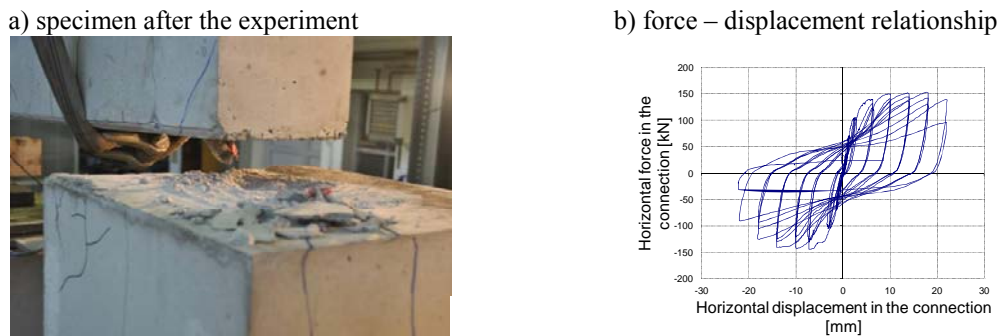 a) specimen after the experiment
b) force – displacement relationship
200
150
100
50
0
-50
-100
-150
-200
-30 -20 -10 0 10 20 30
Horizontal force in the
connection [kN]
Horizontal displacement in the connection
[mm]